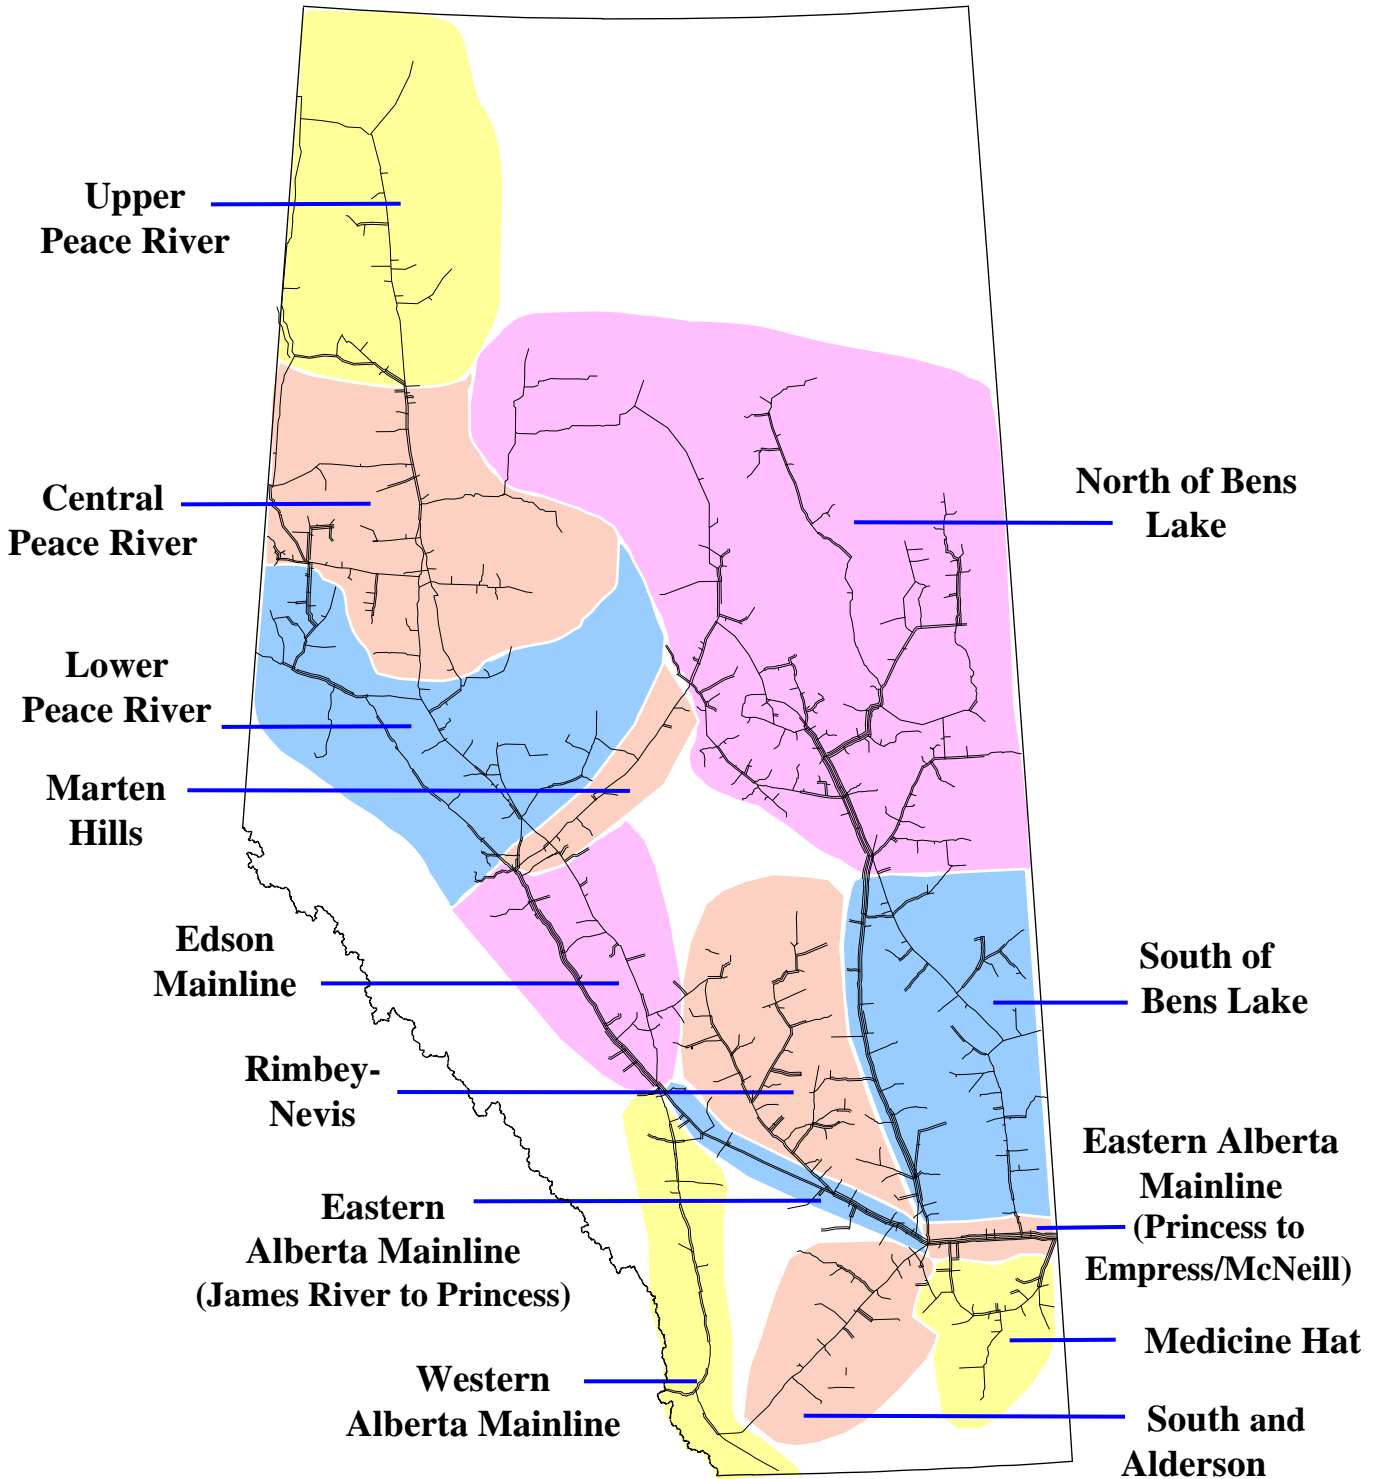 Upper
Peace River
Central
Peace River
North of Bens
Lake
Lower
Peace River
Marten
Hills
Edson
Mainline
South of
Bens Lake
Rimbey-
Nevis
Eastern Alberta
Mainline
(Princess to
Empress/McNeill)
Eastern
Alberta Mainline
(James River to Princess)
Medicine Hat
Western
Alberta Mainline
South and
Alderson